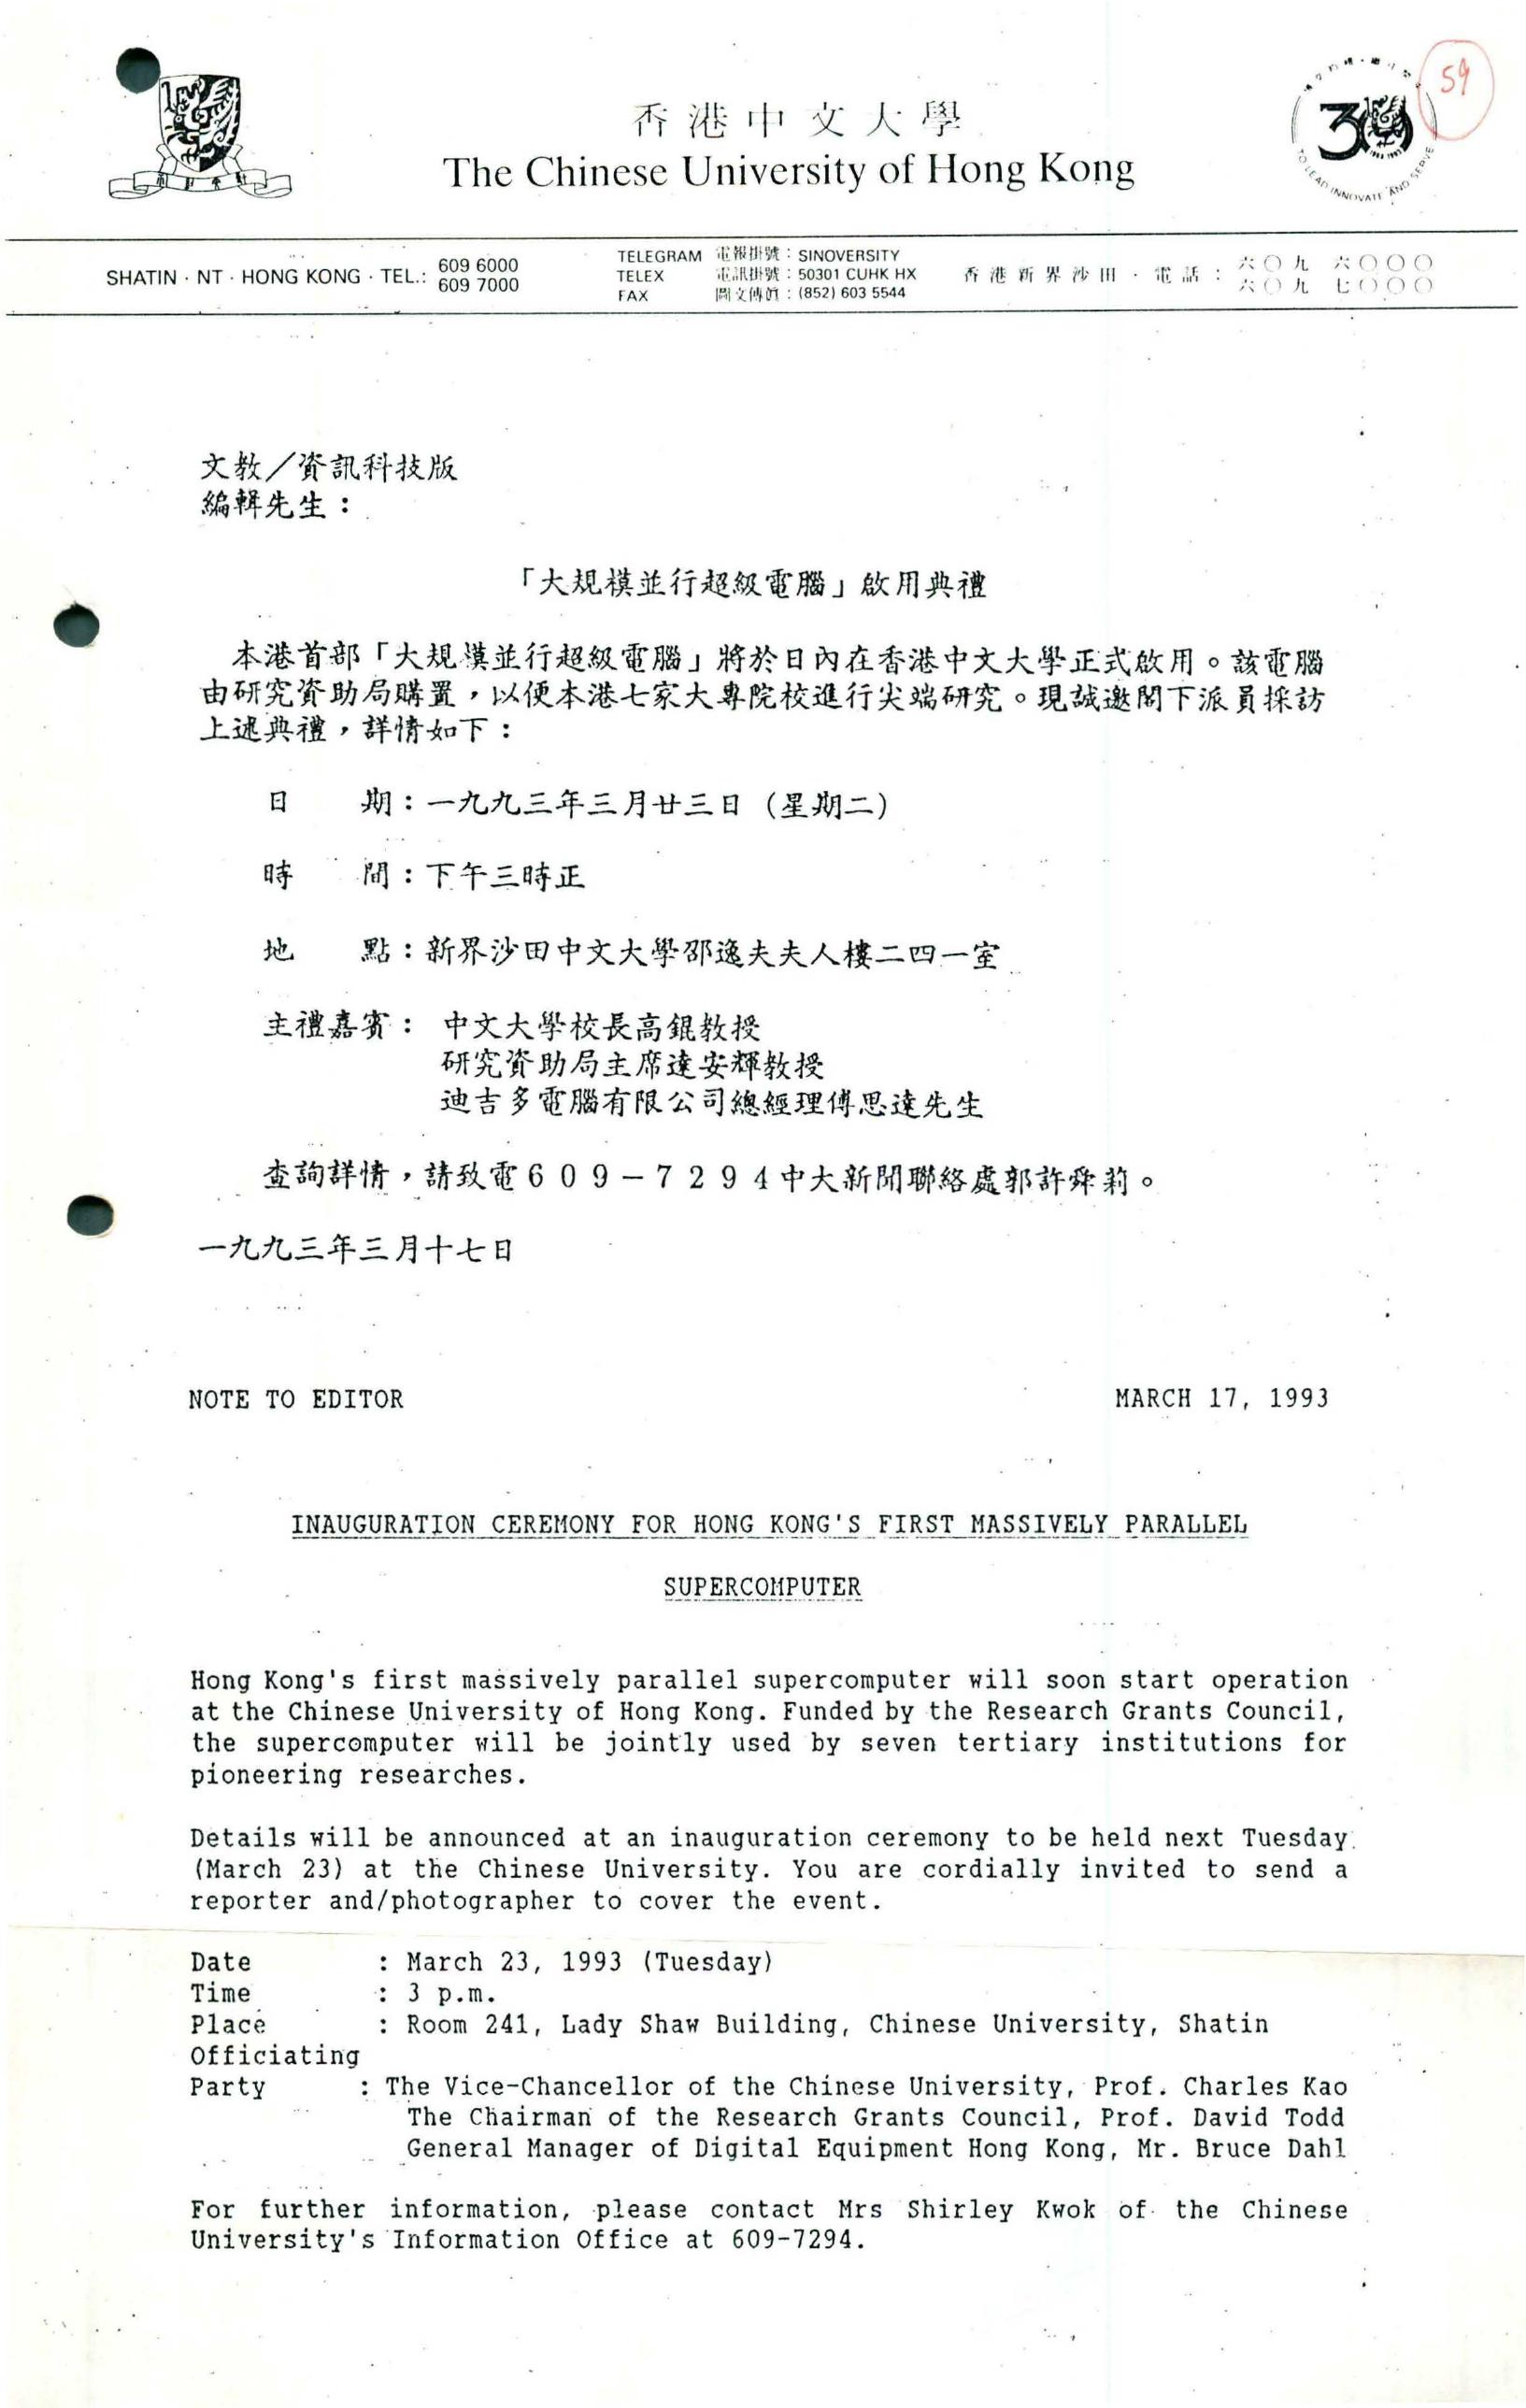 59
香港中文大學
The Chinese University of Hong Kong
30
TO LEAD INNOVATE AND SERVE
SHATIN · NT · HONG KONG · TEL.: 609 6000
609 7000
TELEGRAM 電報掛號：SINOVERSITY
TELEX 電訊掛號：50301 CUHK HX
FAX 圖文傳真：(852) 603 5544
香港新界沙田 · 電話：六〇九 六〇〇〇
六〇九 七〇〇〇
文教／資訊科技版
編輯先生：
「大規模並行超級電腦」啟用典禮
本港首部「大規模並行超級電腦」將於日內在香港中文大學正式啟用。該電腦
由研究資助局購置，以便本港七家大專院校進行尖端研究。現誠邀閣下派員採訪
上述典禮，詳情如下：
日 期：一九九三年三月廿三日（星期二）
時 間：下午三時正
地 點：新界沙田中文大學邵逸夫夫人樓二四一室
主禮嘉賓： 中文大學校長高錕教授
研究資助局主席達安輝教授
迪吉多電腦有限公司總經理傅思達先生
查詢詳情，請致電609－7294中大新聞聯絡處郭許舜莉。
一九九三年三月十七日
NOTE TO EDITOR MARCH 17, 1993
INAUGURATION CEREMONY FOR HONG KONG'S FIRST MASSIVELY PARALLEL
SUPERCOMPUTER
Hong Kong's first massively parallel supercomputer will soon start operation
at the Chinese University of Hong Kong. Funded by the Research Grants Council,
the supercomputer will be jointly used by seven tertiary institutions for
pioneering researches.
Details will be announced at an inauguration ceremony to be held next Tuesday
(March 23) at the Chinese University. You are cordially invited to send a
reporter and/photographer to cover the event.
Date : March 23, 1993 (Tuesday)
Time : 3 p.m.
Place : Room 241, Lady Shaw Building, Chinese University, Shatin
Officiating
Party : The Vice-Chancellor of the Chinese University, Prof. Charles Kao
The Chairman of the Research Grants Council, Prof. David Todd
General Manager of Digital Equipment Hong Kong, Mr. Bruce Dahl
For further information, please contact Mrs Shirley Kwok of the Chinese
University's Information Office at 609-7294.